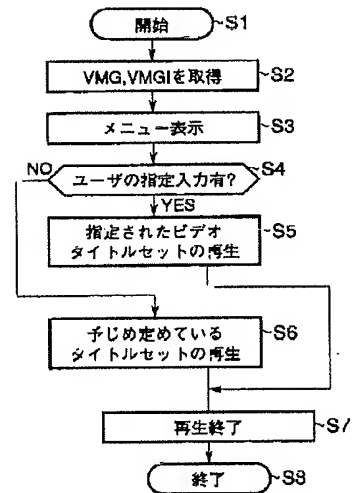 開始
S1
VMG,VMGIを取得
S2
メニュー表示
S3
ユーザの指定入力有?
S4
NO
YES
指定されたビデオ
タイトルセットの再生
S5
予じめ定めている
タイトルセットの再生
S6
再生終了
S7
終了
S8